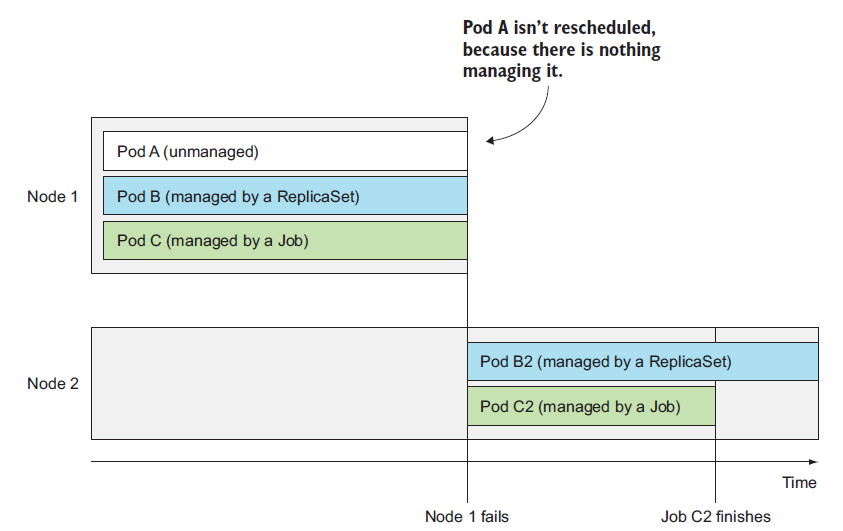 Pod A isn’t rescheduled,
because there is nothing
managing it.
Node 1
Pod A (unmanaged)
Pod B (managed by a ReplicaSet)
Pod C (managed by a Job)
Node 2
Pod B2 (managed by a ReplicaSet)
Pod C2 (managed by a Job)
Time
Node 1 fails
Job C2 finishes